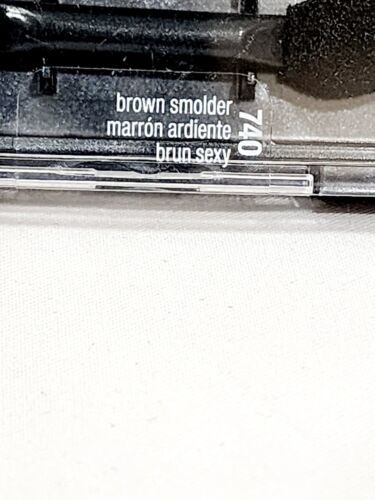 brown smolder
marrón ardiente
brun sexy
740